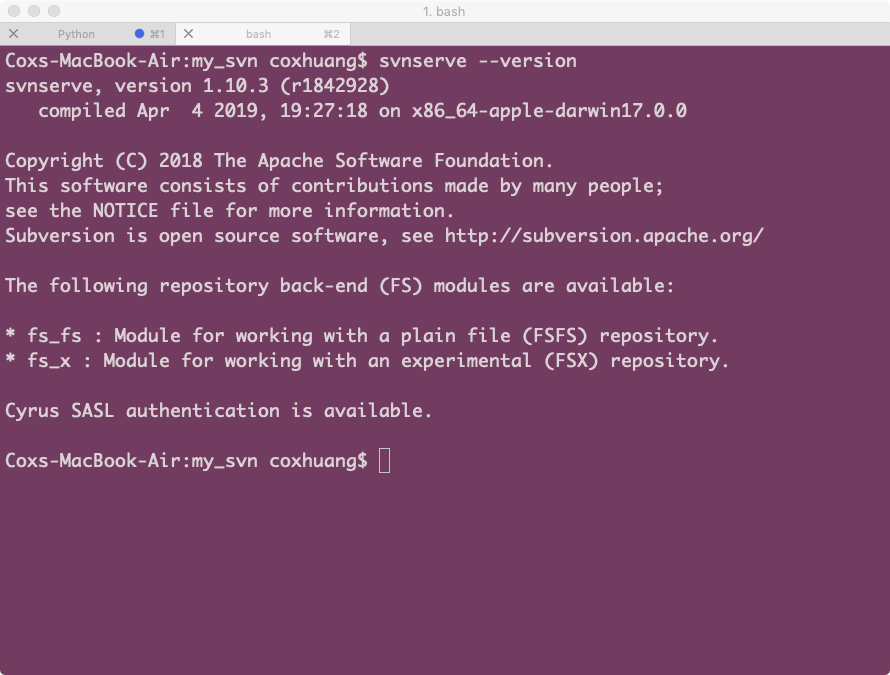 1. bash
Python ⌘1 bash ⌘2
Coxs-MacBook-Air:my_svn coxhuang$ svnserve --version
svnserve, version 1.10.3 (r1842928)
   compiled Apr  4 2019, 19:27:18 on x86_64-apple-darwin17.0.0

Copyright (C) 2018 The Apache Software Foundation.
This software consists of contributions made by many people;
see the NOTICE file for more information.
Subversion is open source software, see http://subversion.apache.org/

The following repository back-end (FS) modules are available:

* fs_fs : Module for working with a plain file (FSFS) repository.
* fs_x : Module for working with an experimental (FSX) repository.

Cyrus SASL authentication is available.

Coxs-MacBook-Air:my_svn coxhuang$